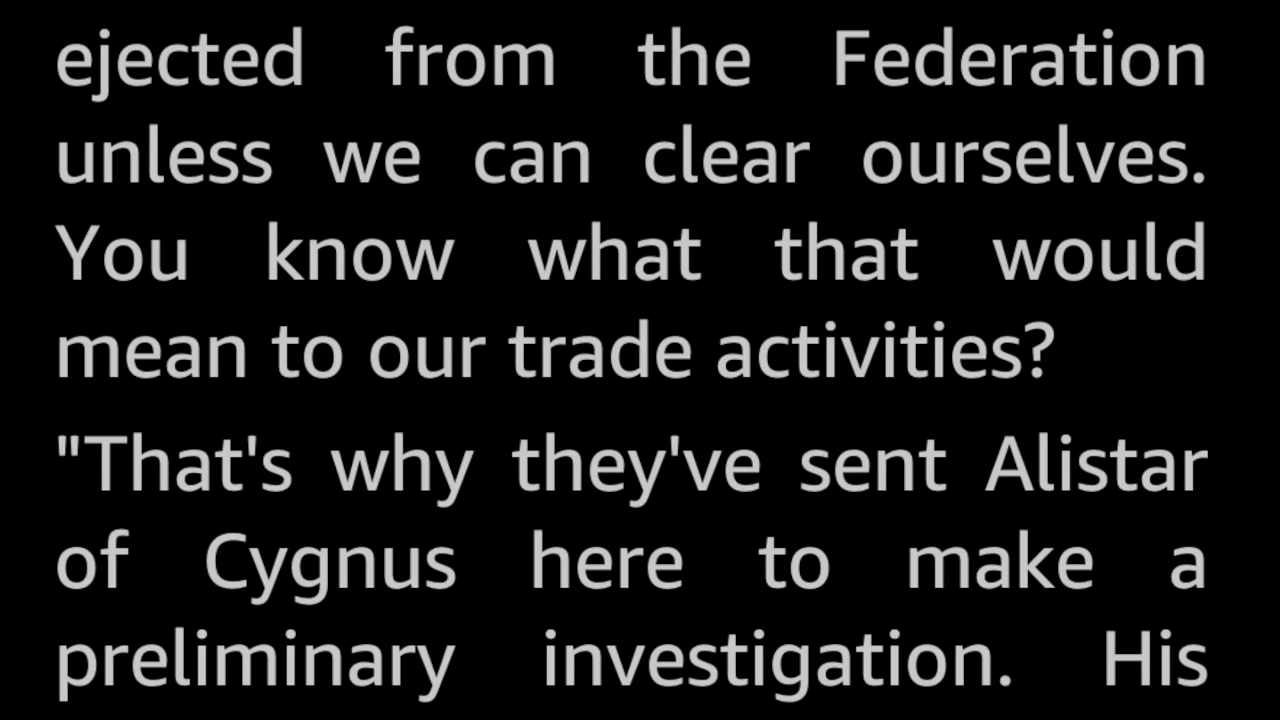 ejected from the Federation
unless we can clear ourselves.
You know what that would
mean to our trade activities?
"That's why they've sent Alistar
of Cygnus here to make a
preliminary investigation. His